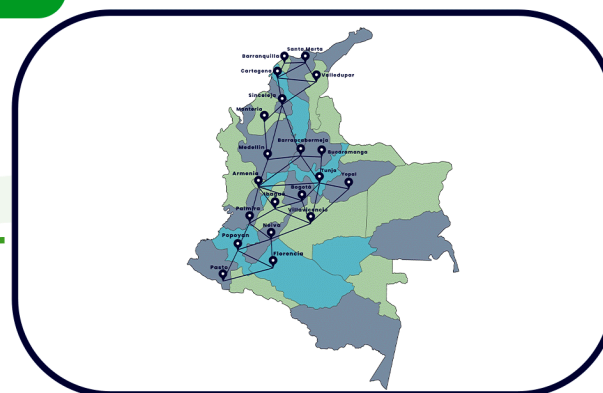 Santa Marta
Barranquilla
Cartagena
Valledupar
Sincelejo
Montería
Barrancabermeja
Medellín
Bucaramanga
Tunja
Armenia
Yopal
Bogotá
Ibagué
Palmira
Villavicencio
Neiva
Popayán
Florencia
Pasto